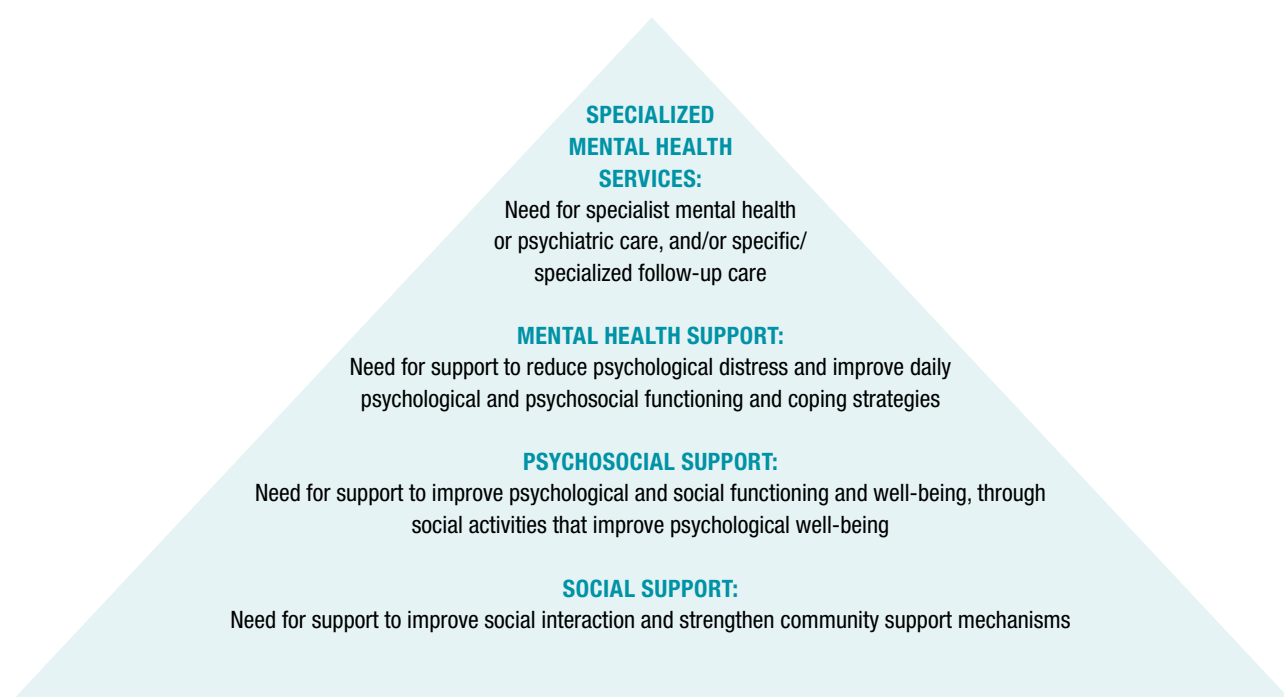 SPECIALIZED
MENTAL HEALTH
SERVICES:
Need for specialist mental health
or psychiatric care, and/or specific/
specialized follow-up care
MENTAL HEALTH SUPPORT:
Need for support to reduce psychological distress and improve daily
psychological and psychosocial functioning and coping strategies
PSYCHOSOCIAL SUPPORT:
Need for support to improve psychological and social functioning and well-being, through
social activities that improve psychological well-being
SOCIAL SUPPORT:
Need for support to improve social interaction and strengthen community support mechanisms